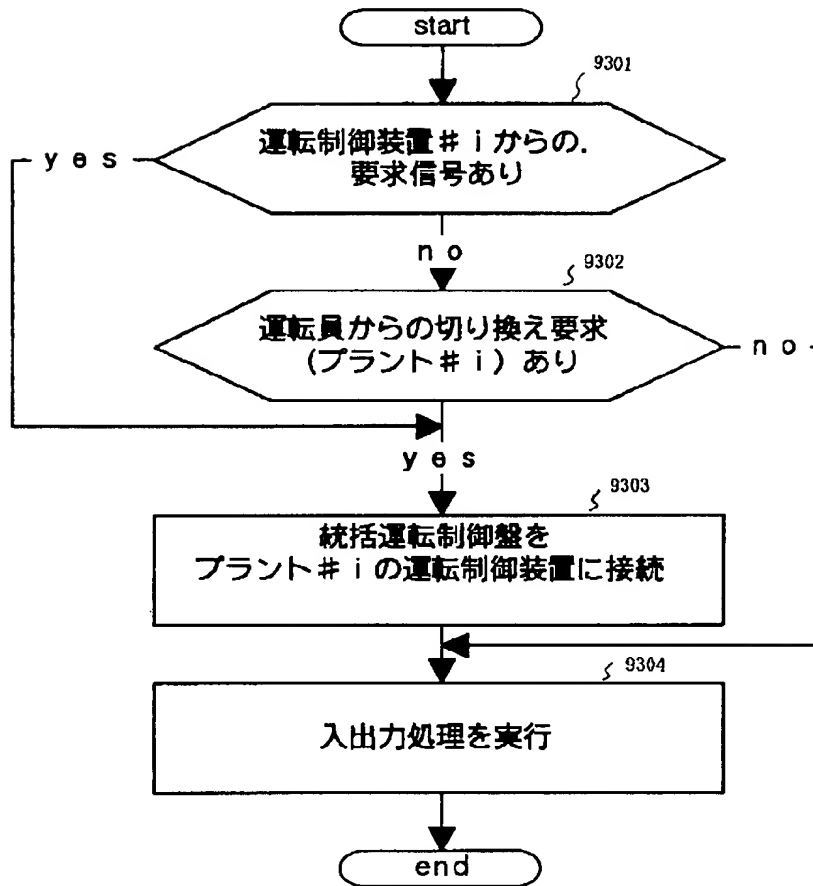 start
9301
運転制御装置＃ｉからの.
要求信号あり
yes
no
9302
運転員からの切り換え要求
(プラント＃ｉ) あり
no
yes
9303
統括運転制御盤を
プラント＃ｉの運転制御装置に接続
9304
入出力処理を実行
end